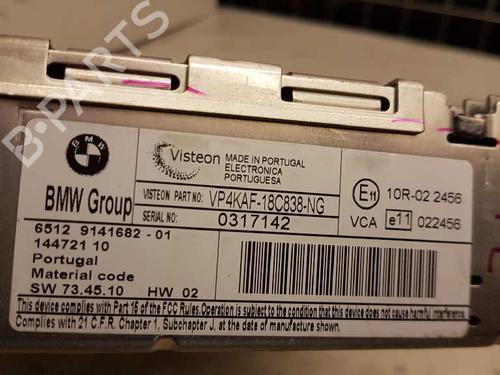 B-PARTS
BMW
BMW Group
Visteon
MADE IN PORTUGAL
ELECTRONICA
PORTUGUESA
VISTEON PART NO: VP4KAF-18C838-NG
SERIAL NO: 0317142
E11 10R-02 2456
VCA e11 022456
6512 9141682 - 01
144721 10
Portugal
Material code
SW 73.45.10 HW 02
This device complies with Part 15 of the FCC Rules Operation is subject to the condition that this device does not cause harmful interference.
Complies with 21 C.F.R. Chapter 1, Subchapter J, at the date of manufacture shown.